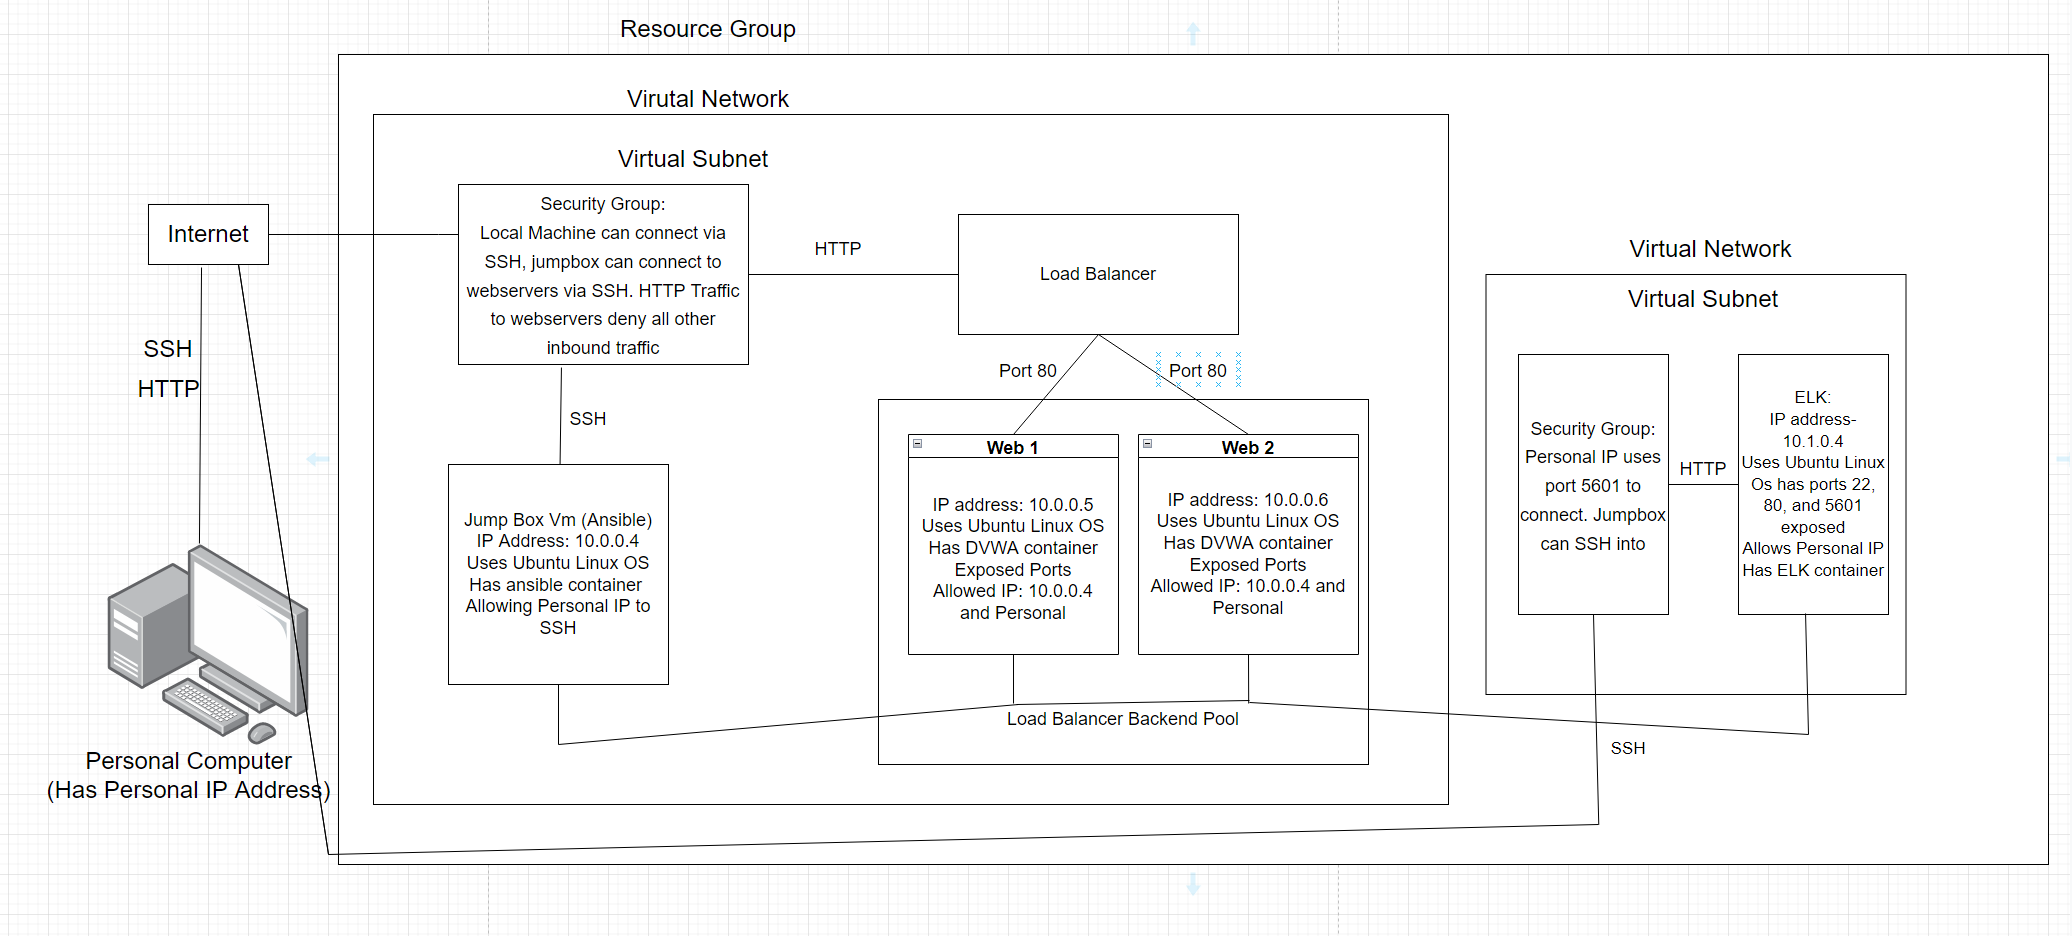 Resource Group
Virutal Network
Virtual Subnet
Internet
Security Group:
Local Machine can connect via
SSH, jumpbox can connect to
webservers via SSH. HTTP Traffic
to webservers deny all other
inbound traffic
HTTP
Load Balancer
Virtual Network
Virtual Subnet
SSH
HTTP
Port 80
Port 80
SSH
Jump Box Vm (Ansible)
IP Address: 10.0.0.4
Uses Ubuntu Linux OS
Has ansible container
Allowing Personal IP to
SSH
Web 1
IP address: 10.0.0.5
Uses Ubuntu Linux OS
Has DVWA container
Exposed Ports
Allowed IP: 10.0.0.4
and Personal
Web 2
IP address: 10.0.0.6
Uses Ubuntu Linux OS
Has DVWA container
Exposed Ports
Allowed IP: 10.0.0.4 and
Personal
Load Balancer Backend Pool
Security Group:
Personal IP uses
port 5601 to
connect. Jumpbox
can SSH into
HTTP
ELK:
IP address-
10.1.0.4
Uses Ubuntu Linux
Os has ports 22,
80, and 5601
exposed
Allows Personal IP
Has ELK container
SSH
Personal Computer
(Has Personal IP Address)